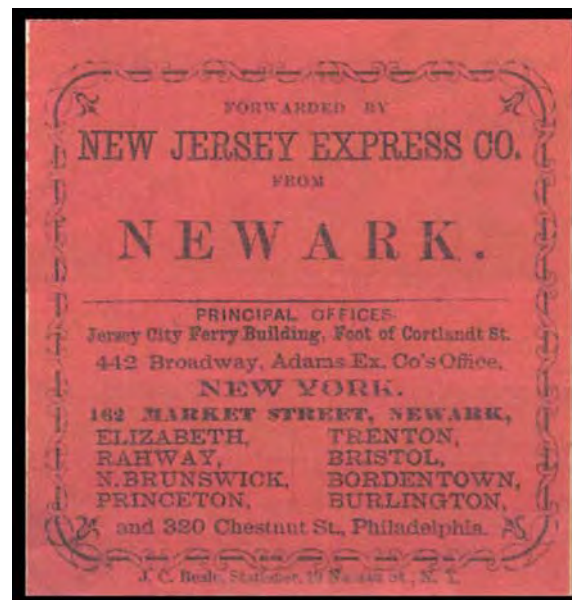 FORWARDED BY
NEW JERSEY EXPRESS CO.
FROM
NEWARK.
PRINCIPAL OFFICES.
Jersey City Ferry Building, Foot of Cortlandt St.
442 Broadway, Adams Ex. Co's Office,
NEW YORK.
162 MARKET STREET, NEWARK,
ELIZABETH, TRENTON,
RAHWAY, BRISTOL,
N. BRUNSWICK, BORDENTOWN,
PRINCETON, BURLINGTON,
and 320 Chestnut St., Philadelphia.
J. C. Stationer, 19 St., N. Y.